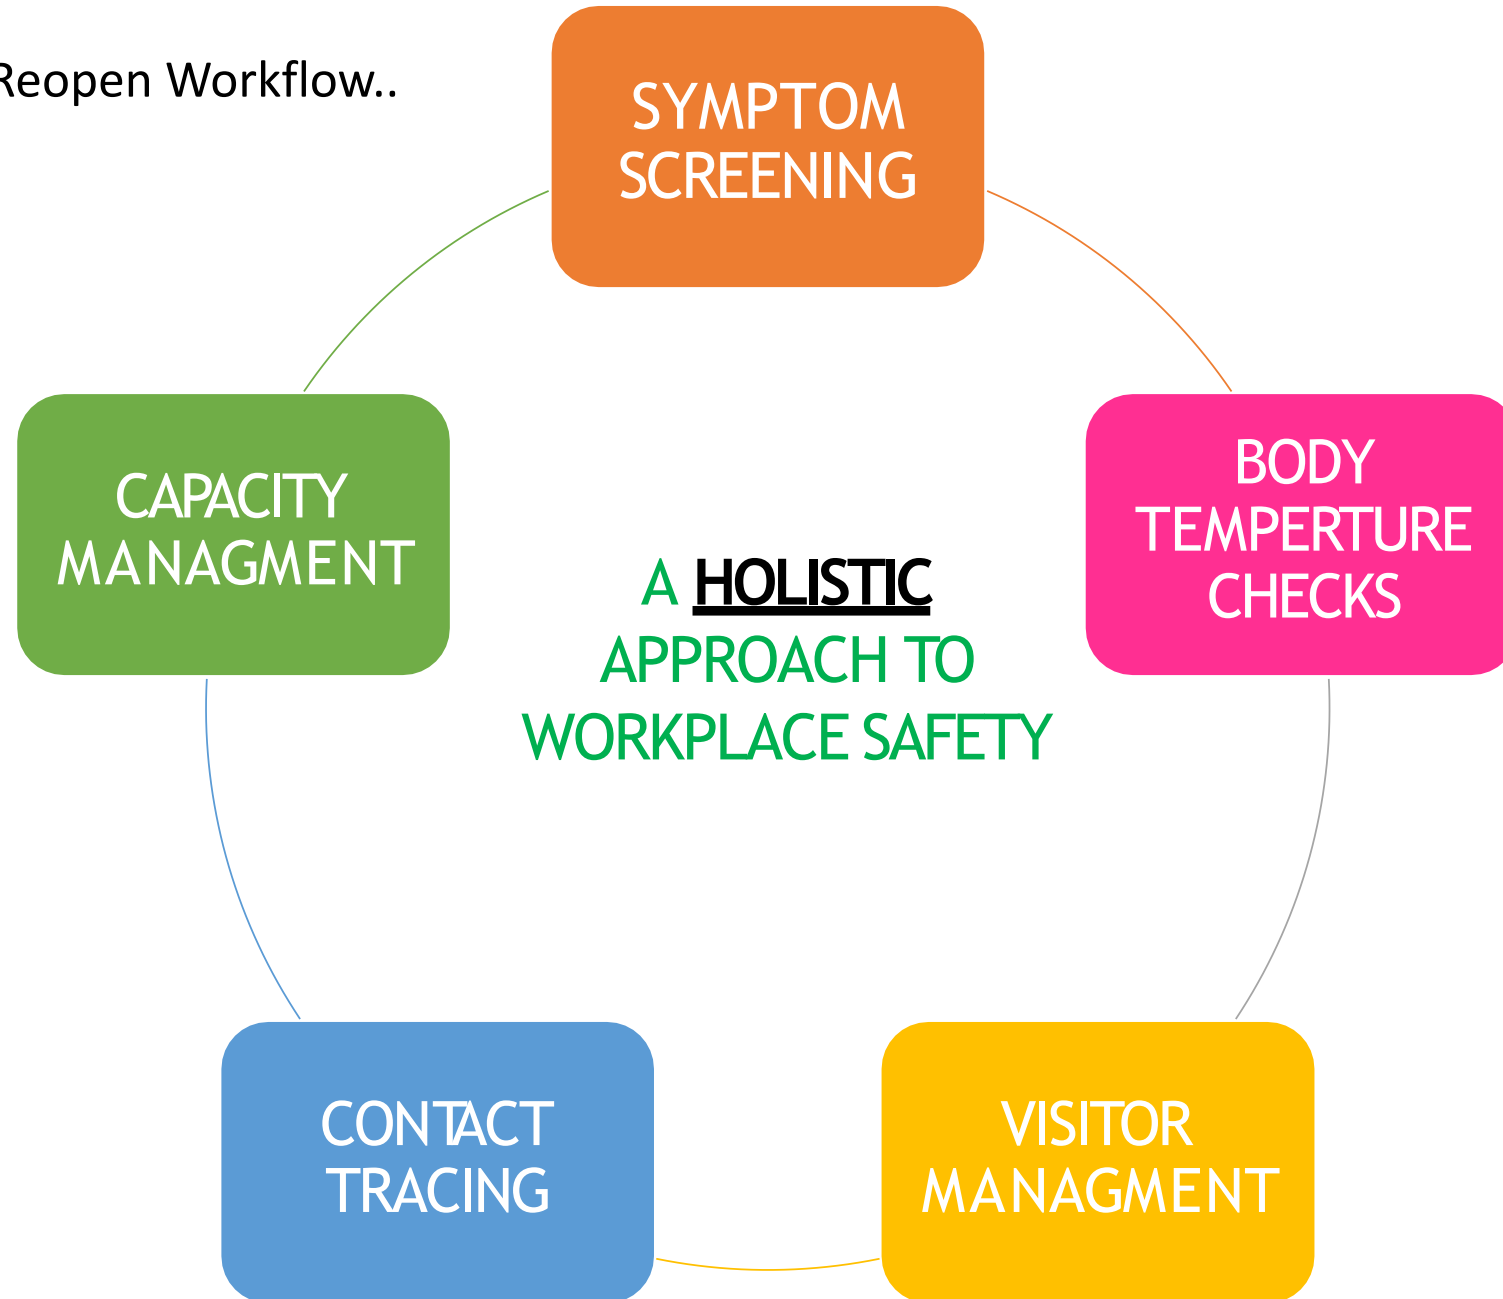 Reopen Workflow..
SYMPTOM
SCREENING
CAPACITY
MANAGMENT
BODY
TEMPERTURE
CHECKS
A HOLISTIC
APPROACH TO
WORKPLACE SAFETY
CONTACT
TRACING
VISITOR
MANAGMENT